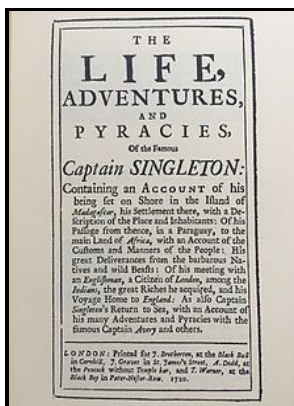 THE
LIFE,
ADVENTURES,
AND
PYRACIES,
Of the Famous
Captain SINGLETON:
Containing an ACCOUNT of his
being set on Shore in the Island of
Madagascar, his Settlement there, with a De-
scription of the Place and Inhabitants: Of his
Passage from thence, in a Paraguay, to the
main Land of Africa, with an Account of the
Customs and Manners of the People: His
great Deliverances from the barbarous Na-
tives and wild Beasts: Of his meeting with
an Englishman, a Citizen of London, among the
Indians, the great Riches he acquired, and his
Voyage Home to England: As also Captain
Singleton's Return to Sea, with an Account of
his many Adventures and Pyracies with the
famous Captain Avery and others.
LONDON: Printed for J. Brotherton, at the Black Bull
in Cornhill, J. Graves in St. James's Street, A. Dodd, at
the Peacock without Temple bar, and T. Warner, at the
Black Boy in Pater-Noster-Row. 1720.